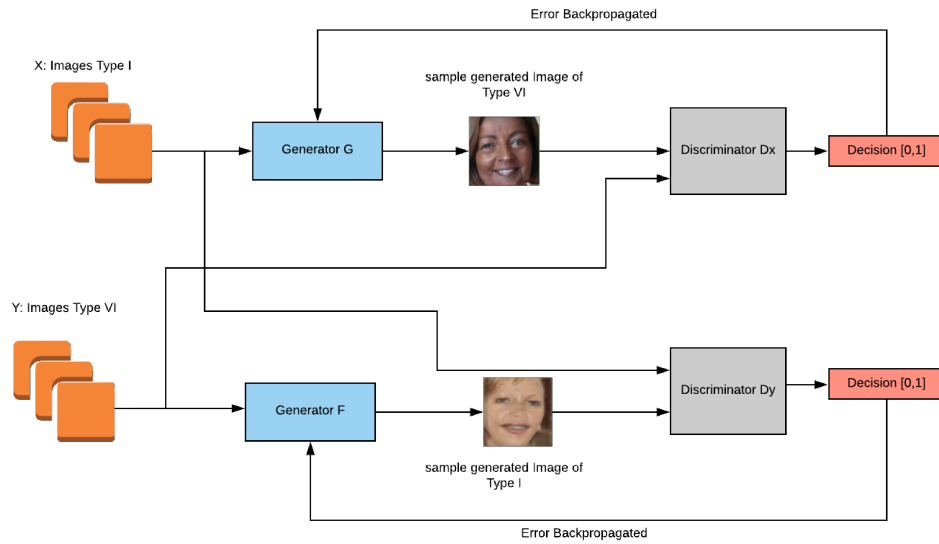 Error Backpropagated
X: Images Type I
sample generated Image of
Type VI
Generator G
Discriminator Dx
Decision [0,1]
Y: Images Type VI
Generator F
Discriminator Dy
Decision [0,1]
sample generated Image of
Type I
Error Backpropagated